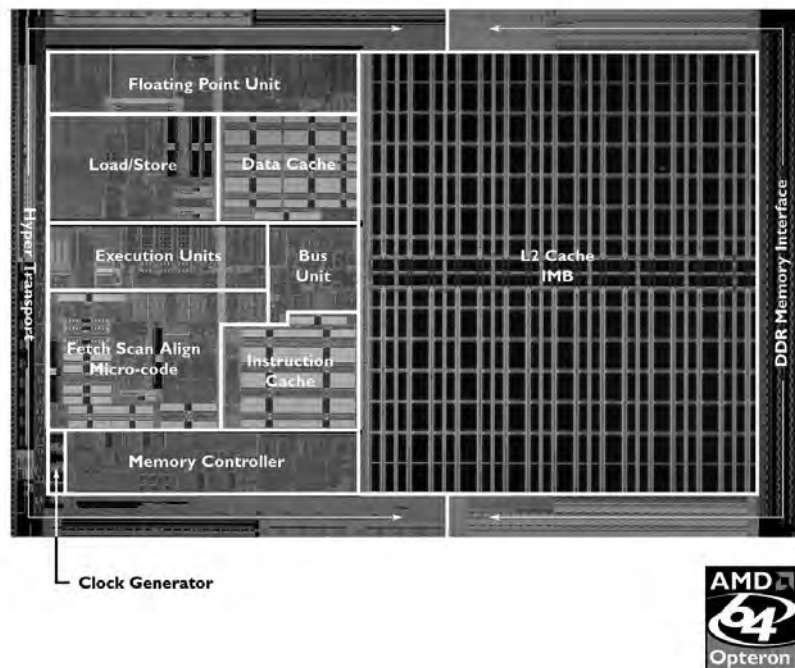 Floating Point Unit
Load/Store
Data Cache
Hyper Transport
Execution Units
Bus
Unit
L2 Cache
IMB
DDR Memory Interface
Fetch Scan Align
Micro-code
Instruction
Cache
Memory Controller
Clock Generator
AMD
64
Opteron